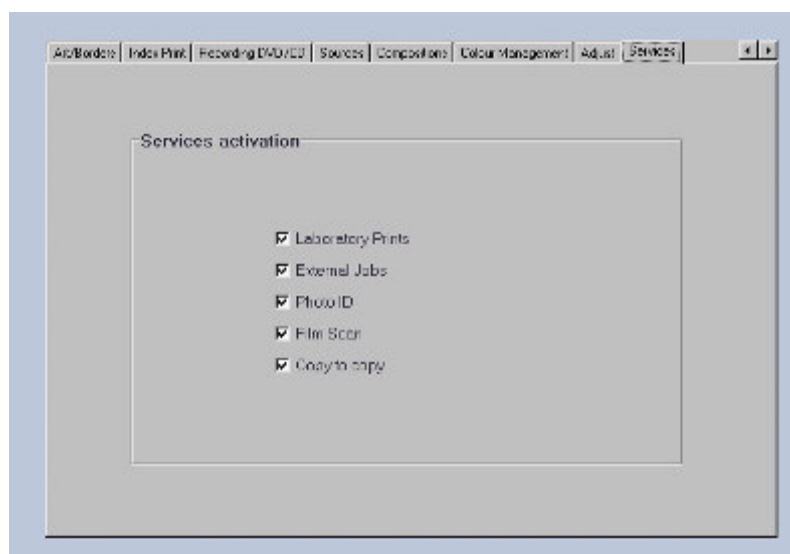 Art/Borders Index Print Recording DVD/CD Sources Compositions Colour Management Adjust Services
Services activation
Laboratory Prints
External Jobs
Photo ID
Film Scan
Copy to copy